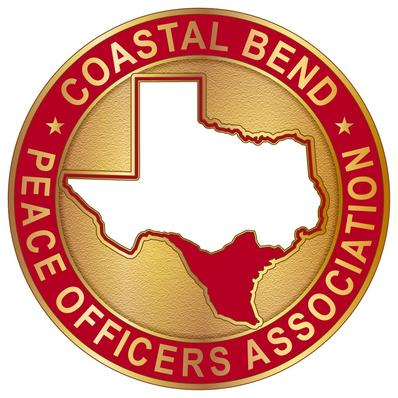 COASTAL BEND
PEACE OFFICERS ASSOCIATION